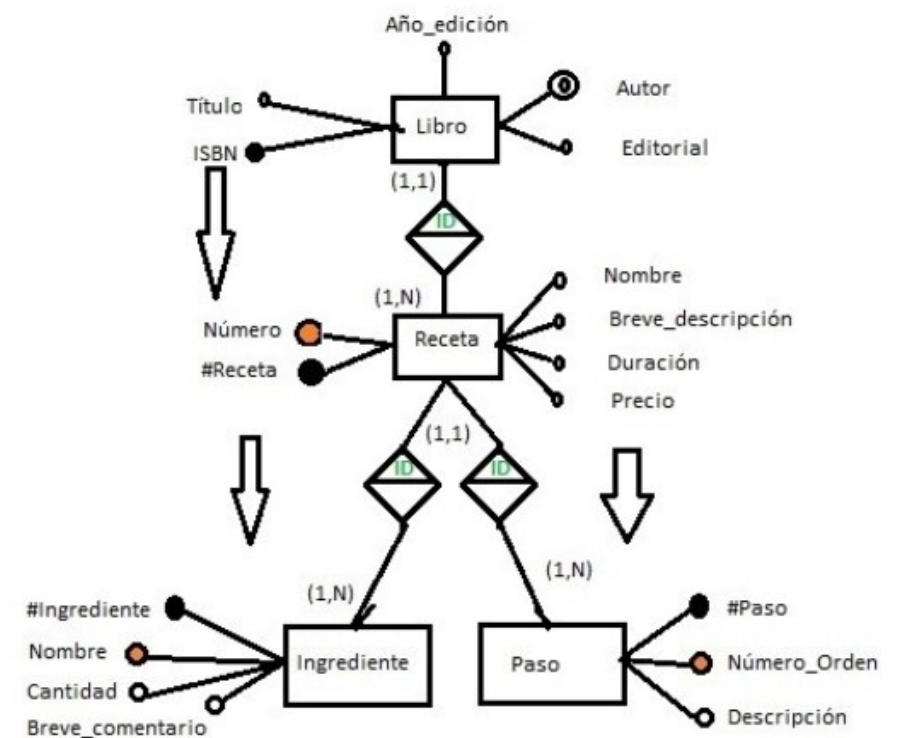 Año_edición
Título
Autor
Libro
ISBN
Editorial
(1,1)
ID
Nombre
(1,N)
Breve_descripción
Número
Receta
Duración
#Receta
Precio
(1,1)
ID
ID
(1,N)
(1,N)
#Ingrediente
#Paso
Nombre
Ingrediente
Paso
Número_Orden
Cantidad
Breve_comentario
Descripción